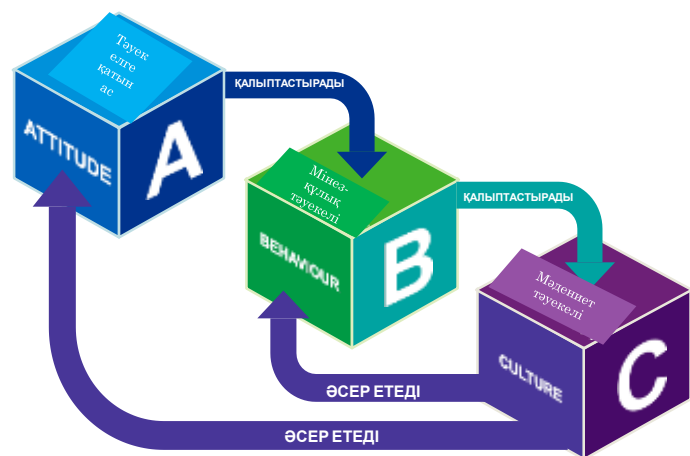 Тәуек
елге
қатын
ас
ATTITUDE
A
ҚАЛЫПТАСТЫРАДЫ
Мінез-
құлық
тәуекелі
BEHAVIOUR
B
ҚАЛЫПТАСТЫРАДЫ
Мәдениет
тәуекелі
CULTURE
C
ӘСЕР ЕТЕДІ
ӘСЕР ЕТЕДІ